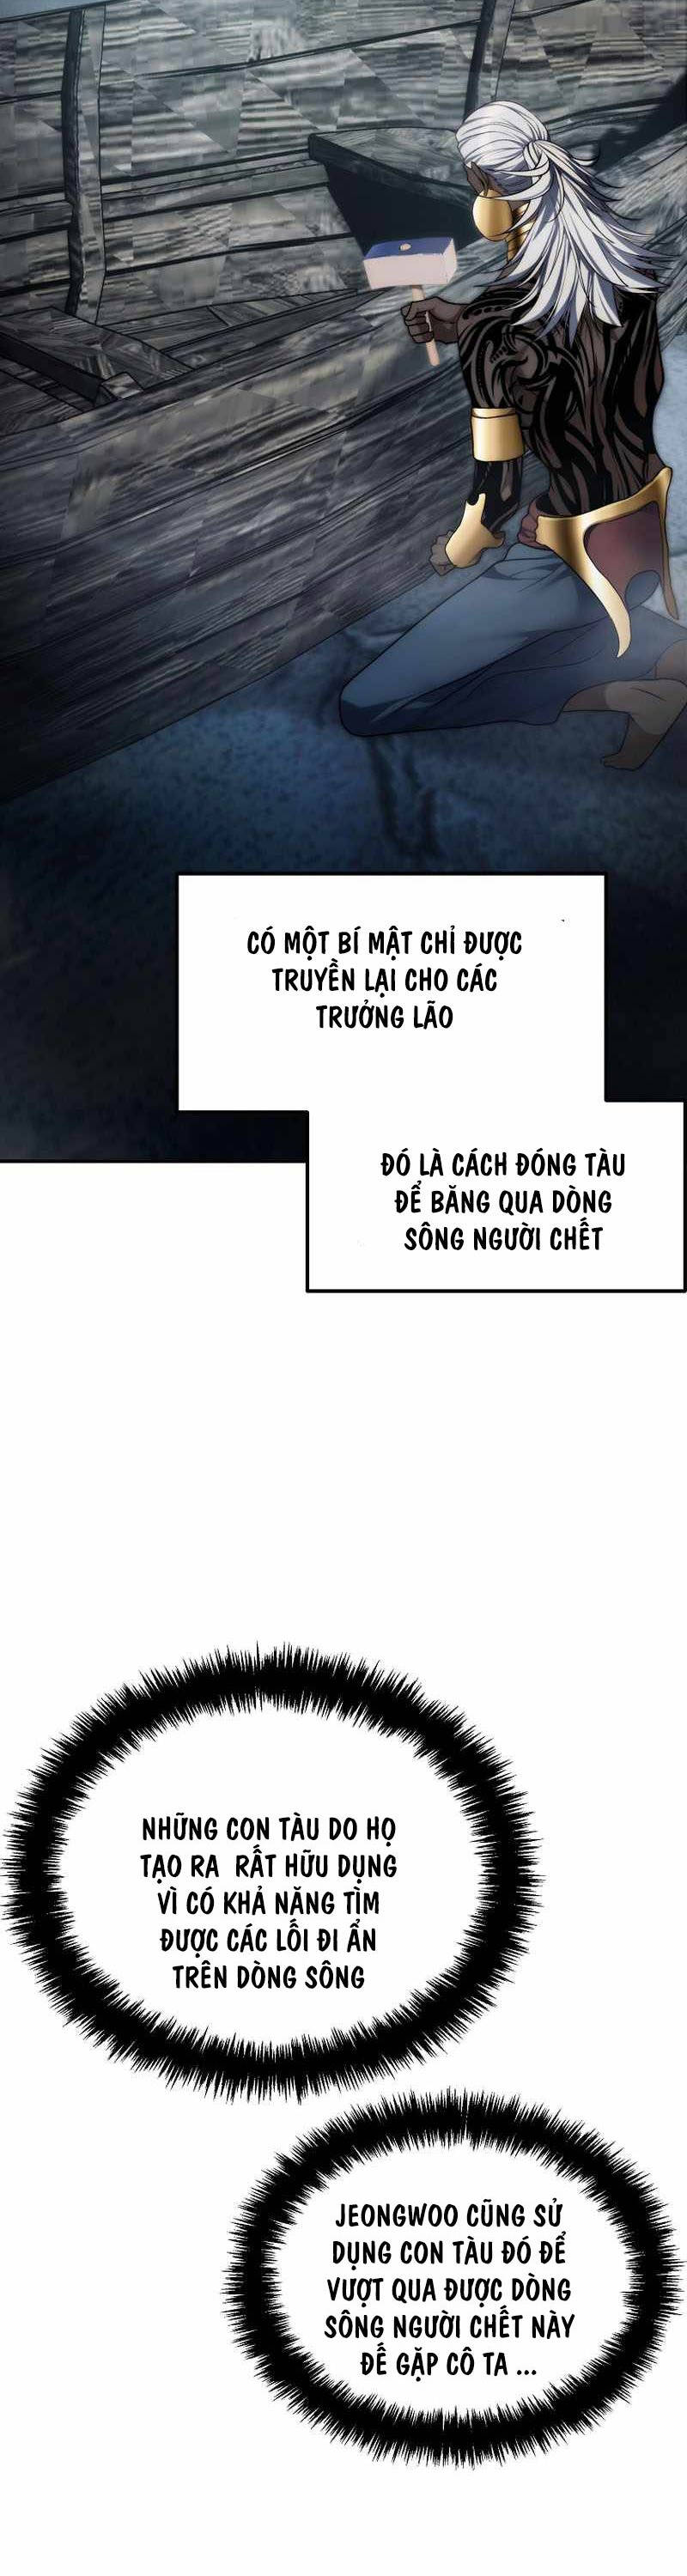 CÓ MỘT BÍ MẬT CHỈ ĐƯỢC
TRUYỀN LẠI CHO CÁC
TRƯỞNG LÃO
ĐÓ LÀ CÁCH ĐÓNG TÀU
ĐỂ BĂNG QUA DÒNG
SÔNG NGƯỜI CHẾT
NHỮNG CON TÀU DO HỌ
TẠO RA RẤT HỮU DỤNG
VÌ CÓ KHẢ NĂNG TÌM
ĐƯỢC CÁC LỐI ĐI ẨN
TRÊN DÒNG SÔNG
JEONGWOO CŨNG SỬ
DỤNG CON TÀU ĐÓ ĐỂ
VƯỢT QUA ĐƯỢC DÒNG
SÔNG NGƯỜI CHẾT NÀY
ĐẾ GẶP CÔ TA ...